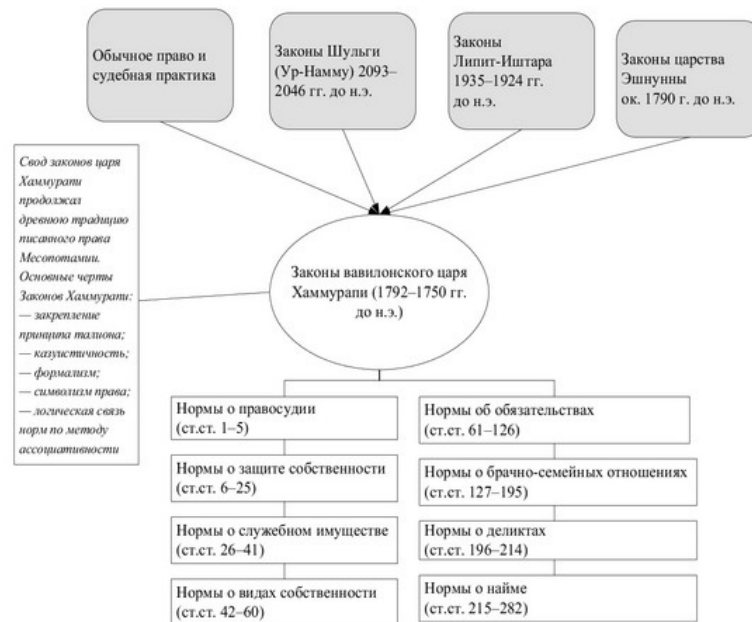 Обычное право и
судебная практика
Законы Шульги
(Ур-Намму) 2093–
2046 гг. до н.э.
Законы
Липит-Иштара
1935–1924 гг.
до н.э.
Законы царства
Эшнунны
ок. 1790 г. до н.э.
Свод законов царя
Хаммурати
продолжал
древнюю традицию
писанного права
Месопотамии.
Основные черты
Законов Хаммурати:
— закрепление
принципа талиона;
— казуистичность;
— формализм;
— символизм права;
— логическая связь
норм по методу
ассоциативности
Законы вавилонского царя
Хаммурапи (1792–1750 гг.
до н.э.)
Нормы о правосудии
(ст.ст. 1–5)
Нормы о защите собственности
(ст.ст. 6–25)
Нормы о служебном имуществе
(ст.ст. 26–41)
Нормы о видах собственности
(ст.ст. 42–60)
Нормы об обязательствах
(ст.ст. 61–126)
Нормы о брачно-семейных отношениях
(ст.ст. 127–195)
Нормы о деликтах
(ст.ст. 196–214)
Нормы о найме
(ст.ст. 215–282)